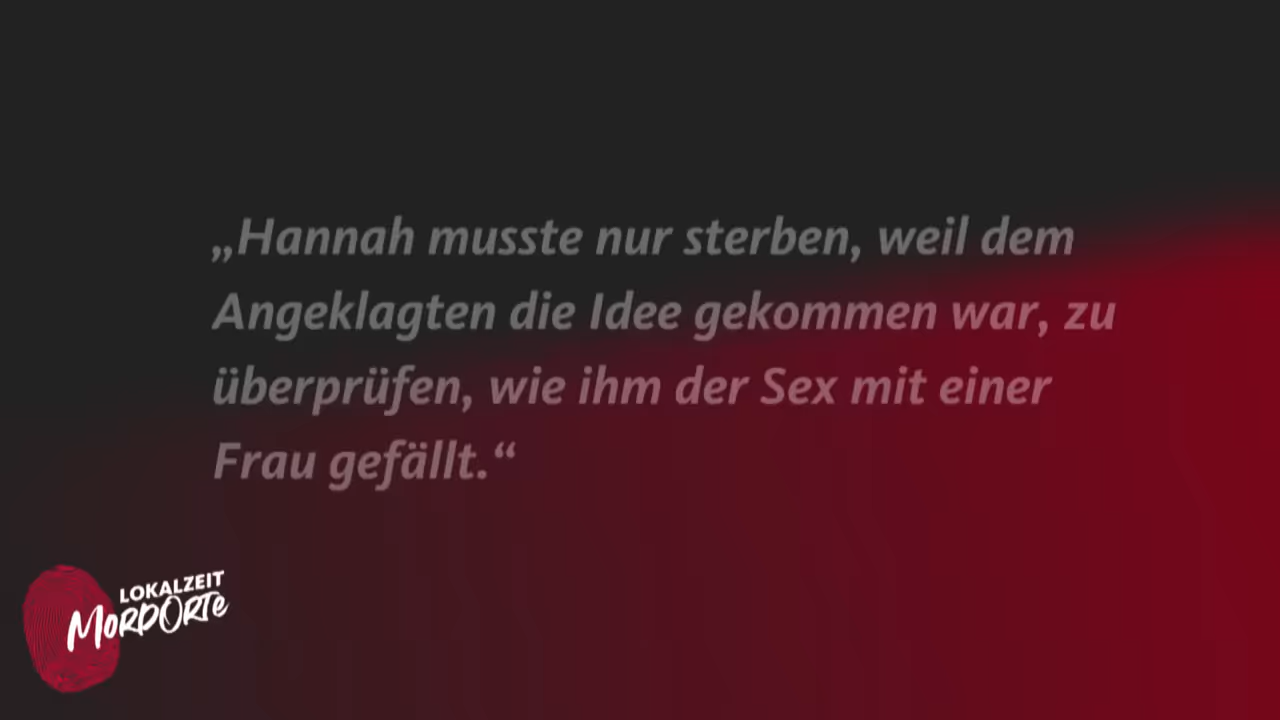 „Hannah musste nur sterben, weil dem
Angeklagten die Idee gekommen war, zu
überprüfen, wie ihm der Sex mit einer
Frau gefällt.“
LOKALZEIT
MORDORTE